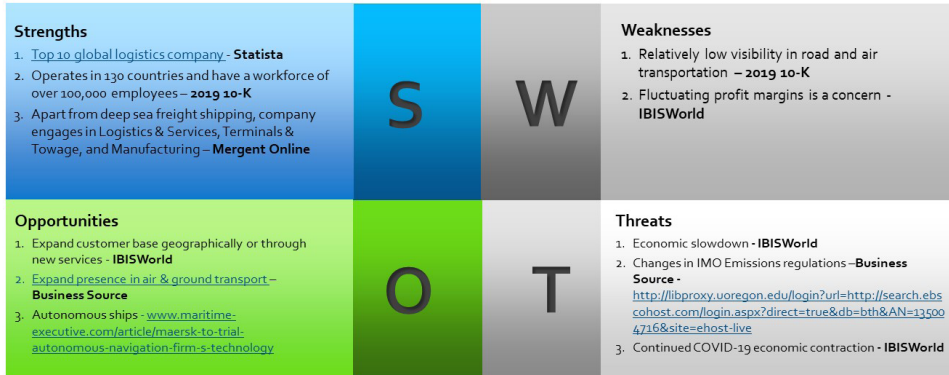 Strengths
1. Top 10 global logistics company - Statista
2. Operates in 130 countries and have a workforce of
over 100,000 employees – 2019 10-K
3. Apart from deep sea freight shipping, company
engages in Logistics & Services, Terminals &
Towage, and Manufacturing – Mergent Online
S
W
Weaknesses
1. Relatively low visibility in road and air
transportation – 2019 10-K
2. Fluctuating profit margins is a concern -
IBISWorld
Opportunities
1. Expand customer base geographically or through
new services - IBISWorld
2. Expand presence in air & ground transport –
Business Source
3. Autonomous ships - www.maritime-
executive.com/article/maersk-to-trial-
autonomous-navigation-firm-s-technology
O
T
Threats
1. Economic slowdown - IBISWorld
2. Changes in IMO Emissions regulations –Business
Source -
http://libproxy.uoregon.edu/login?url=http://search.ebs
cohost.com/login.aspx?direct=true&db=bth&AN=13500
4716&site=ehost-live
3. Continued COVID-19 economic contraction - IBISWorld